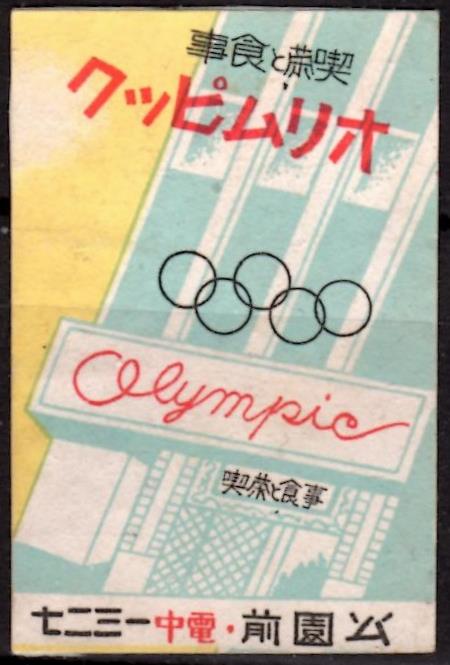 喫茶と食事
オリムピック
Olympic
喫茶と食事
公園前・電中一三二七